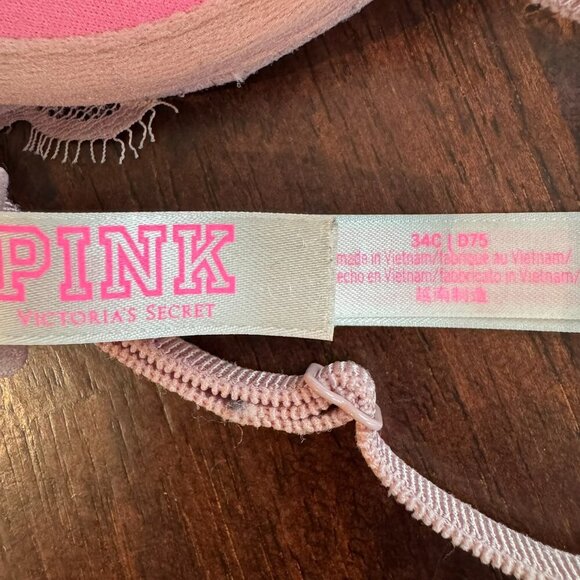 PINK
VICTORIA'S SECRET
34C | D75
made in Vietnam/fabriqué au Vietnam/
echo en Vietnam/fabbricato in Vietnam/
越南制造